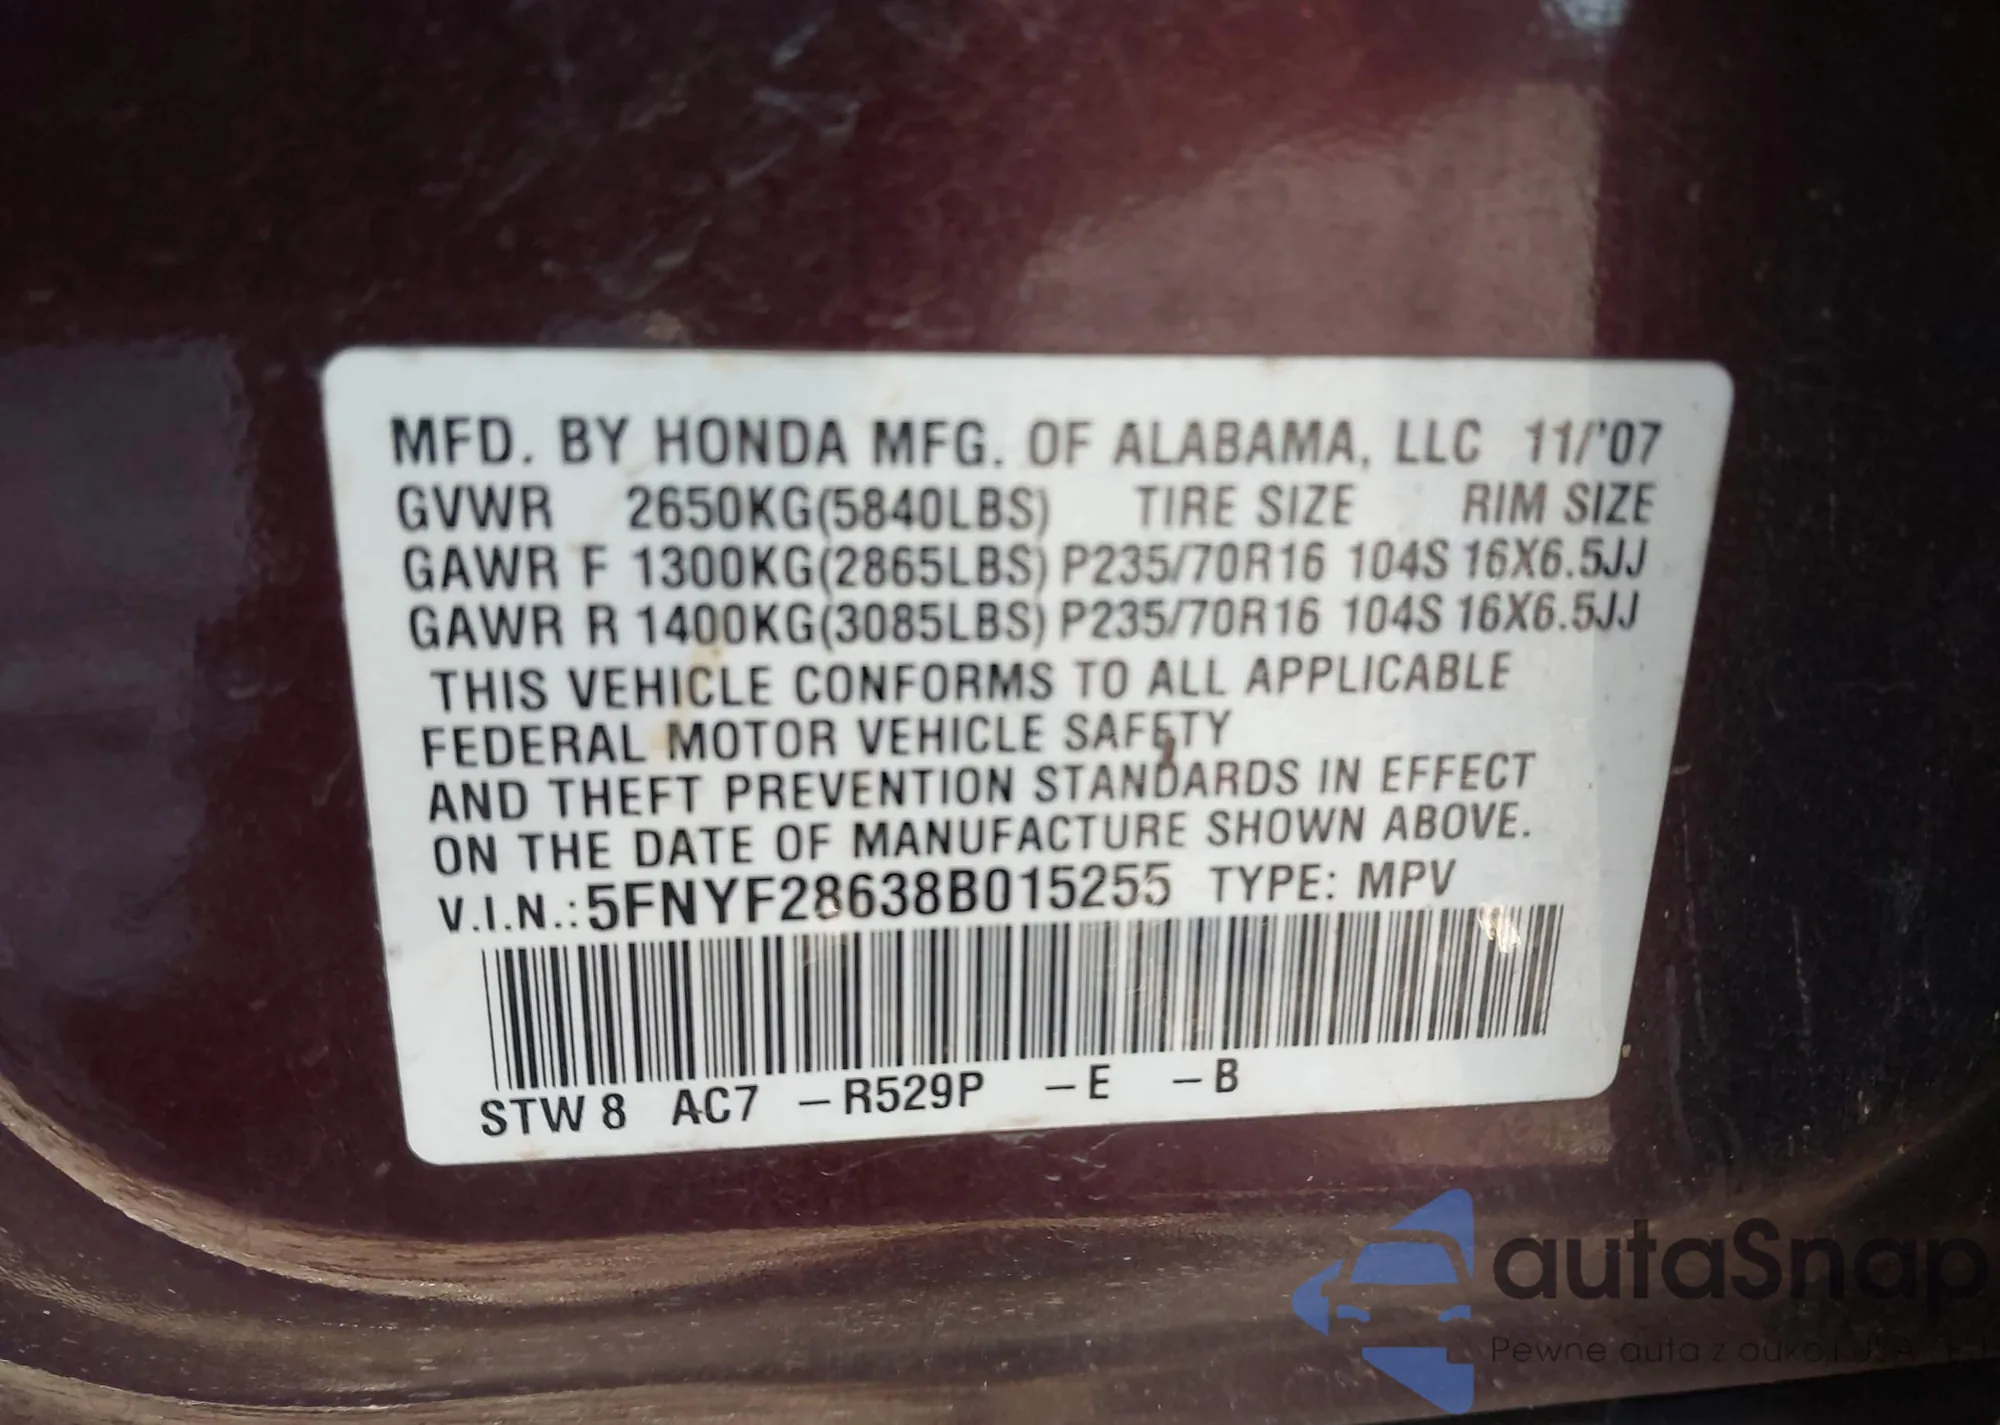 MFD. BY HONDA MFG. OF ALABAMA, LLC 11/'07
GVWR 2650KG(5840LBS) TIRE SIZE RIM SIZE
GAWR F 1300KG(2865LBS) P235/70R16 104S 16X6.5JJ
GAWR R 1400KG(3085LBS) P235/70R16 104S 16X6.5JJ
THIS VEHICLE CONFORMS TO ALL APPLICABLE
FEDERAL MOTOR VEHICLE SAFETY
AND THEFT PREVENTION STANDARDS IN EFFECT
ON THE DATE OF MANUFACTURE SHOWN ABOVE.
V.I.N.: 5FNYF28638B015255 TYPE: MPV
STW 8 AC7 –R529P –E –B
autaSnap
Pewne auta z